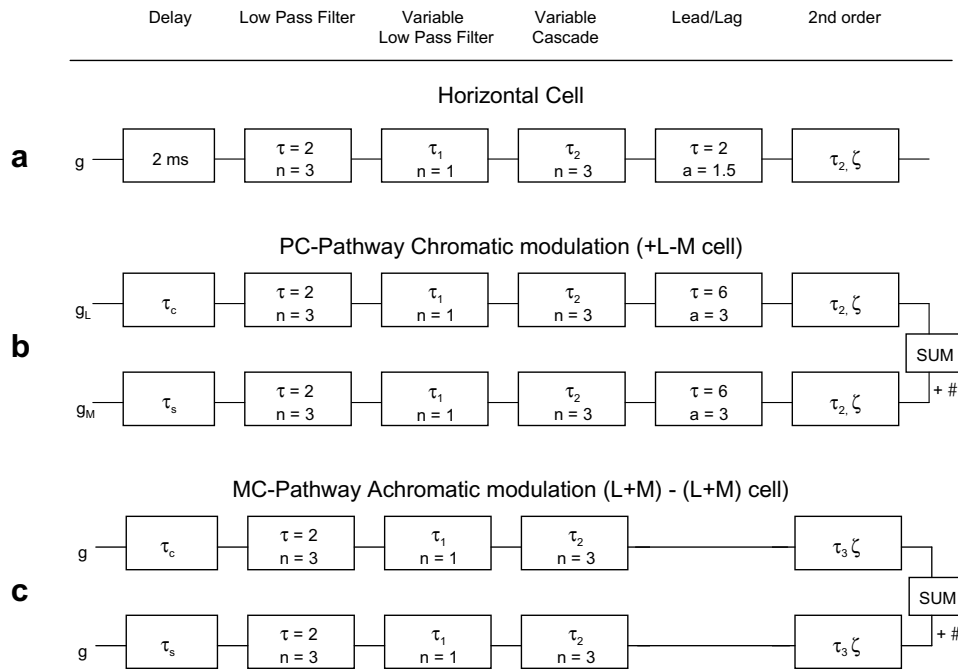 Delay Low Pass Filter Variable Low Pass Filter Variable Cascade Lead/Lag 2nd order
Horizontal Cell
a
g 2 ms τ = 2 n = 3 τ1 n = 1 τ2 n = 3 τ = 2 a = 1.5 τ2, ζ
PC-Pathway Chromatic modulation (+L-M cell)
gL τc τ = 2 n = 3 τ1 n = 1 τ2 n = 3 τ = 6 a = 3 τ2, ζ
b
SUM
+ #
gM τs τ = 2 n = 3 τ1 n = 1 τ2 n = 3 τ = 6 a = 3 τ2, ζ
MC-Pathway Achromatic modulation (L+M) - (L+M) cell)
g τc τ = 2 n = 3 τ1 n = 1 τ2 n = 3 τ3 ζ
c
SUM
+ #
g τs τ = 2 n = 3 τ1 n = 1 τ2 n = 3 τ3 ζ